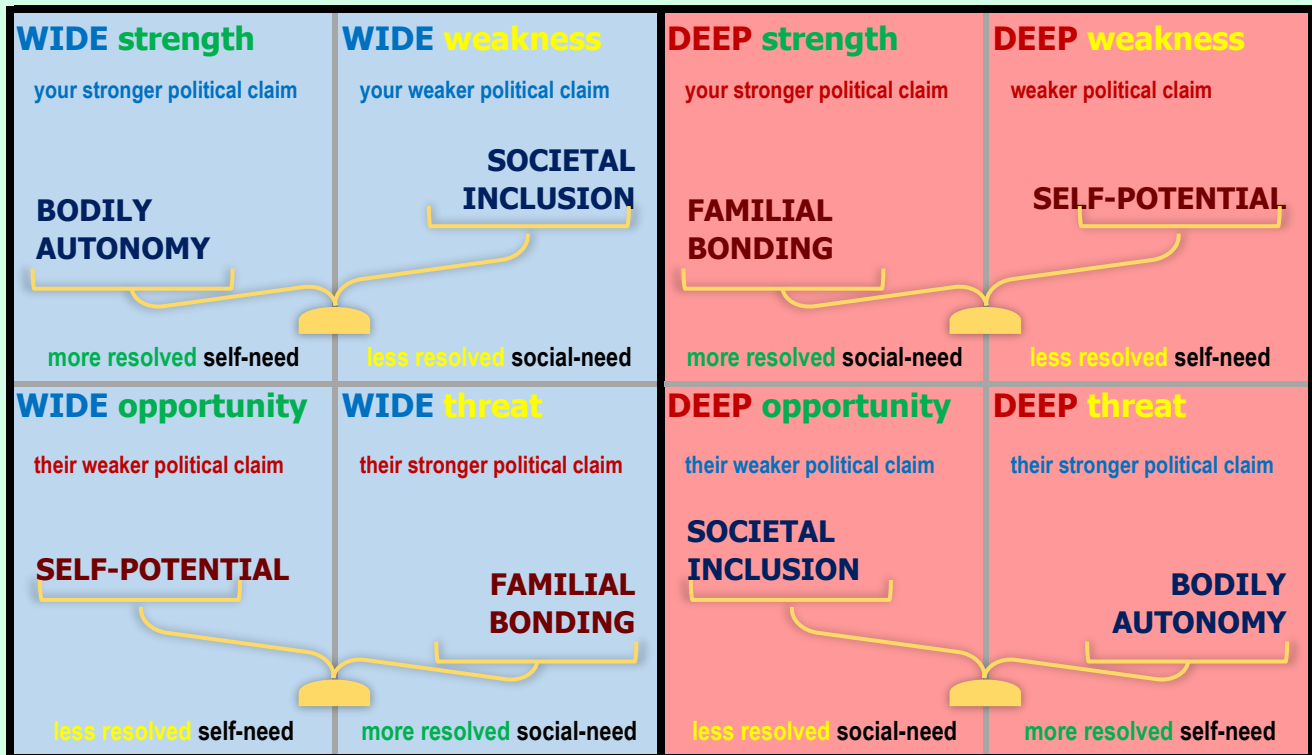 WIDE strength
your stronger political claim
BODILY
AUTONOMY
more resolved self-need
WIDE weakness
your weaker political claim
SOCIETAL
INCLUSION
less resolved social-need
DEEP strength
your stronger political claim
FAMILIAL
BONDING
more resolved social-need
DEEP weakness
weaker political claim
SELF-POTENTIAL
less resolved self-need
WIDE opportunity
their weaker political claim
SELF-POTENTIAL
less resolved self-need
WIDE threat
their stronger political claim
FAMILIAL
BONDING
more resolved social-need
DEEP opportunity
their weaker political claim
SOCIETAL
INCLUSION
less resolved social-need
DEEP threat
their stronger political claim
BODILY
AUTONOMY
more resolved self-need